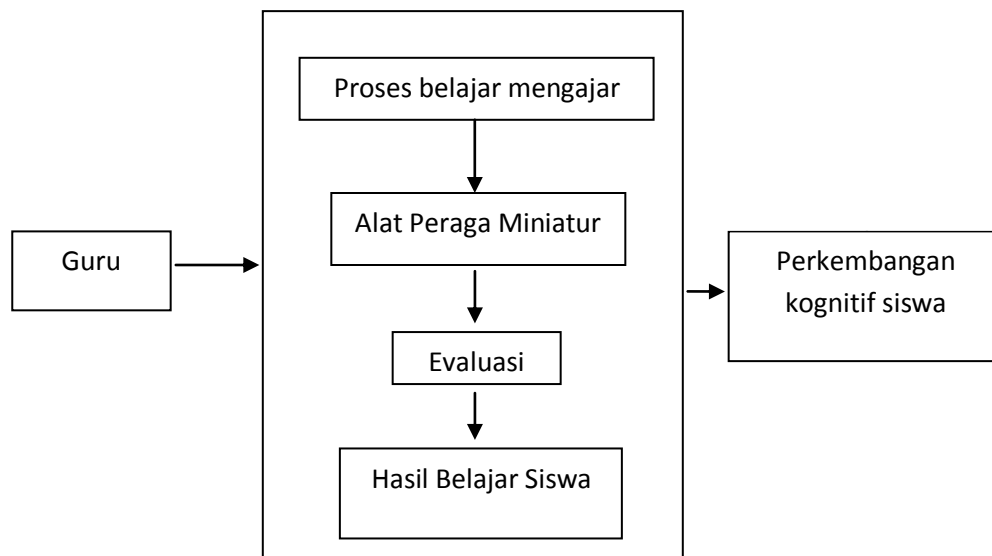 Proses belajar mengajar
Alat Peraga Miniatur
Guru
Perkembangan
kognitif siswa
Evaluasi
Hasil Belajar Siswa